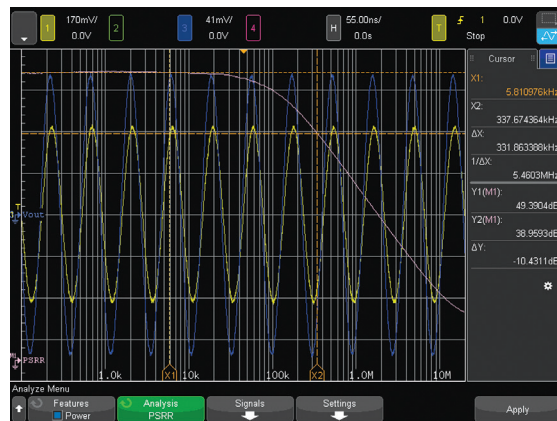 1 170mV/ 0.0V 2 3 41mV/ 0.0V 4 H 55.00ns/ 0.0s T 1 0.0V Stop
Cursor
X1:
5.810976kHz
X2:
337.674364kHz
ΔX:
331.863388kHz
1/ΔX:
5.4603MHz
Y1(M1):
49.3904dB
Y2(M1):
38.9593dB
ΔY:
-10.4311dB
T
Vout
PSRR
X1 X2
1.0k 10k 100k 1.0M 10M
Analyze Menu
Features
Power
Analysis
PSRR
Signals
Settings
Apply